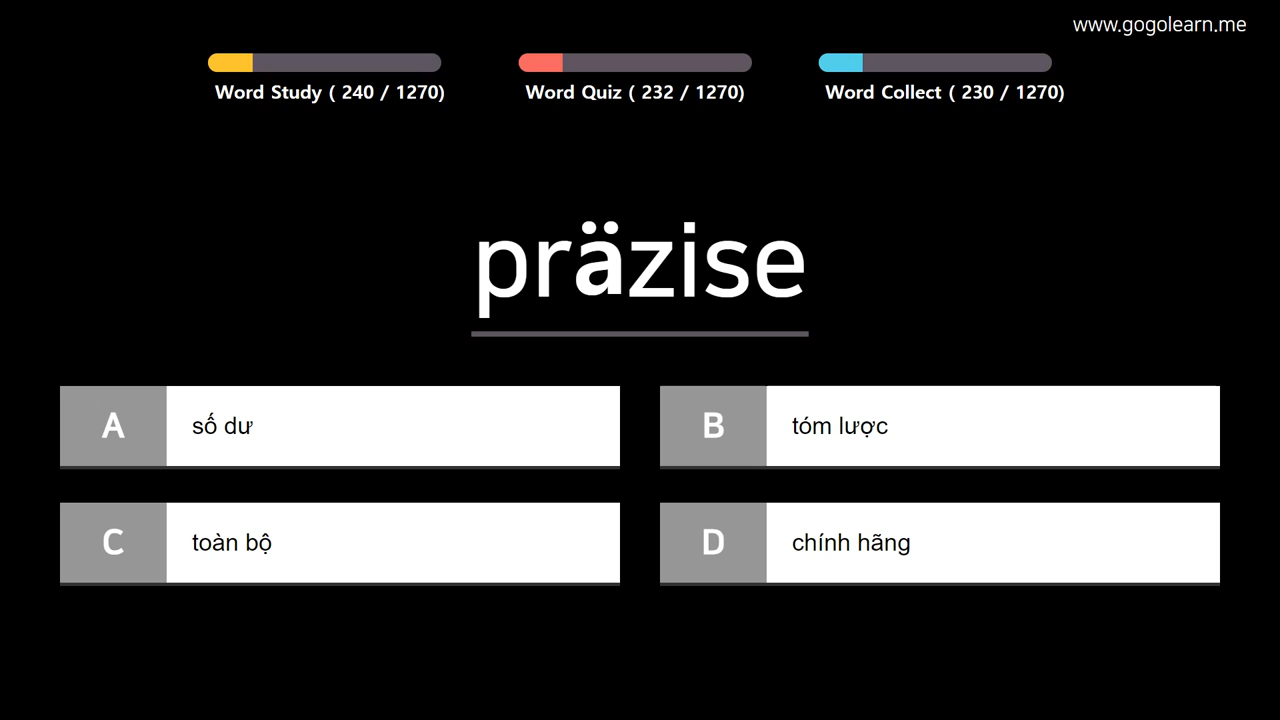 www.gogolearn.me
Word Study ( 240 / 1270)
Word Quiz ( 232 / 1270)
Word Collect ( 230 / 1270)
präzise
A số dư
B tóm lược
C toàn bộ
D chính hãng